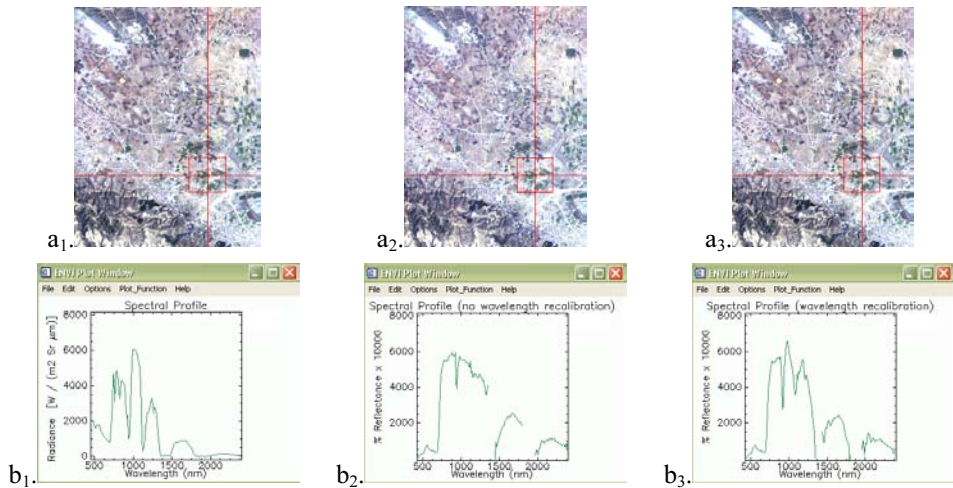 a1. a2. a3.
ENVI Plot Window ENVI Plot Window ENVI Plot Window
File Edit Options Plot_Function Help File Edit Options Plot_Function Help File Edit Options Plot_Function Help
Spectral Profile Spectral Profile (no wavelength recalibration) Spectral Profile (wavelength recalibration)
8000 8000 8000
6000 6000 6000
4000 4000 4000
2000 2000 2000
0 0 0
Radiance [W / (m2 Sr µm)] % Reflectance x 10000 % Reflectance x 10000
500 1000 1500 2000 500 1000 1500 2000 500 1000 1500 2000
Wavelength (nm) Wavelength (nm) Wavelength (nm)
b1. b2. b3.